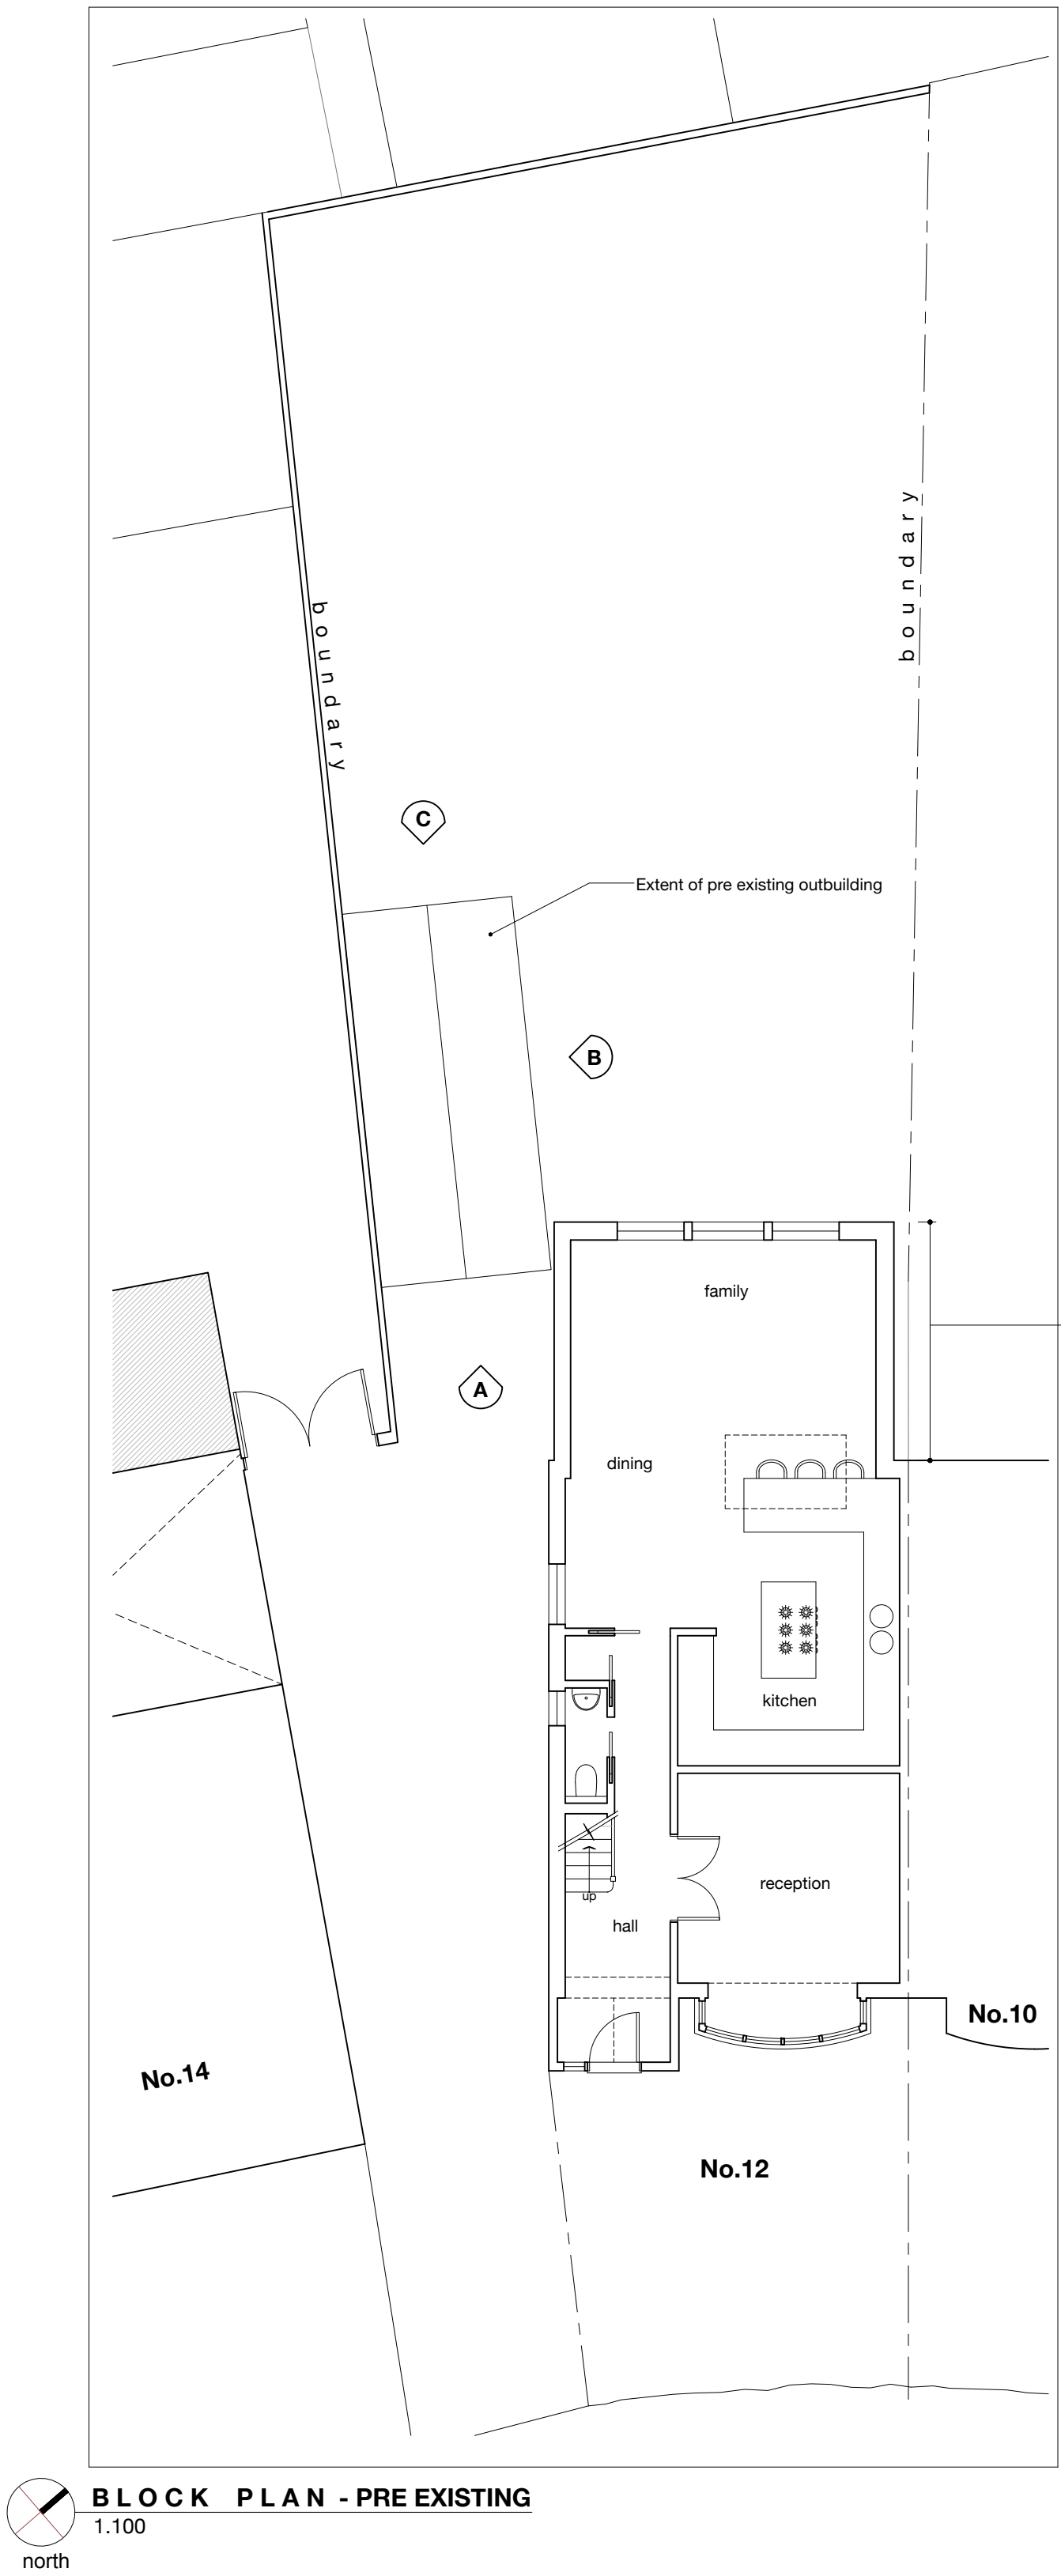 boundary
boundary
C
Extent of pre existing outbuilding
B
family
A
dining
kitchen
reception
up
hall
No.10
No.14
No.12
BLOCK PLAN - PRE EXISTING
1.100
north